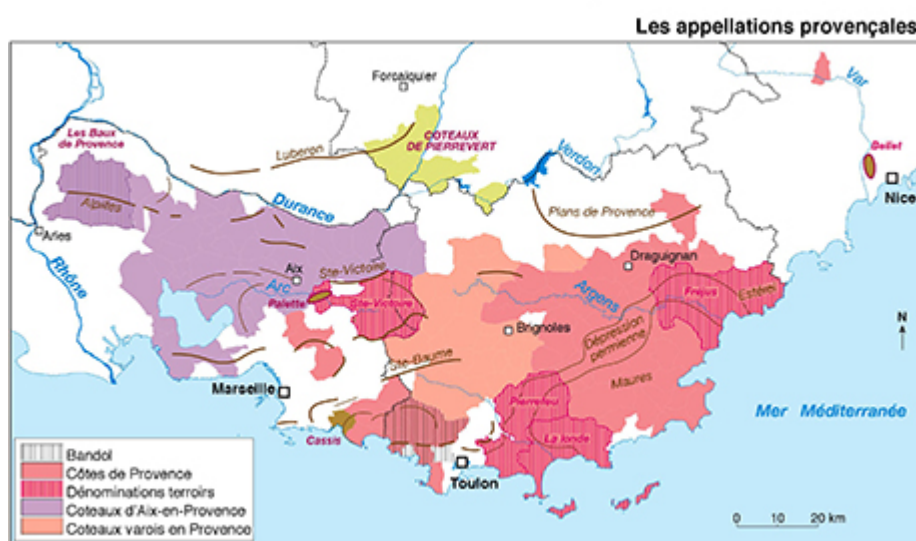 Les appellations provençales
Forcalquier
Var
Les Baux
de Provence
COTEAUX
DE PIERREVERT
Luberon
Verdon
Bellet
Nice
Alpilles
Durance
Plans de Provence
Arles
Rhône
Aix
Ste-Victoire
Draguignan
Arc
Palette
Ste-Victoire
Argens
Fréjus
Estérel
Brignoles
Dépression
permienne
N
Ste-Baume
Marseille
Maures
Pierrefeu
Mer Méditerranée
Cassis
La londe
Toulon
Bandol
Côtes de Provence
Dénominations terroirs
Coteaux d'Aix-en-Provence
Coteaux varois en Provence
0 10 20 km